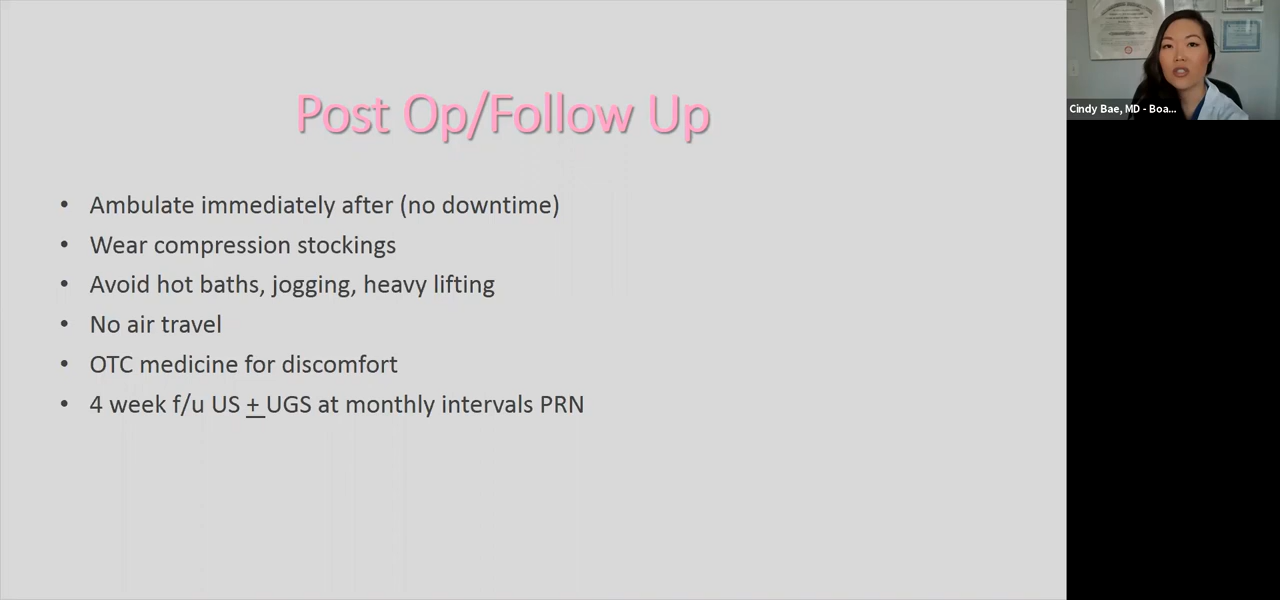 Post Op/Follow Up
• Ambulate immediately after (no downtime)
• Wear compression stockings
• Avoid hot baths, jogging, heavy lifting
• No air travel
• OTC medicine for discomfort
• 4 week f/u US + UGS at monthly intervals PRN
Cindy Bae, MD - Boa...